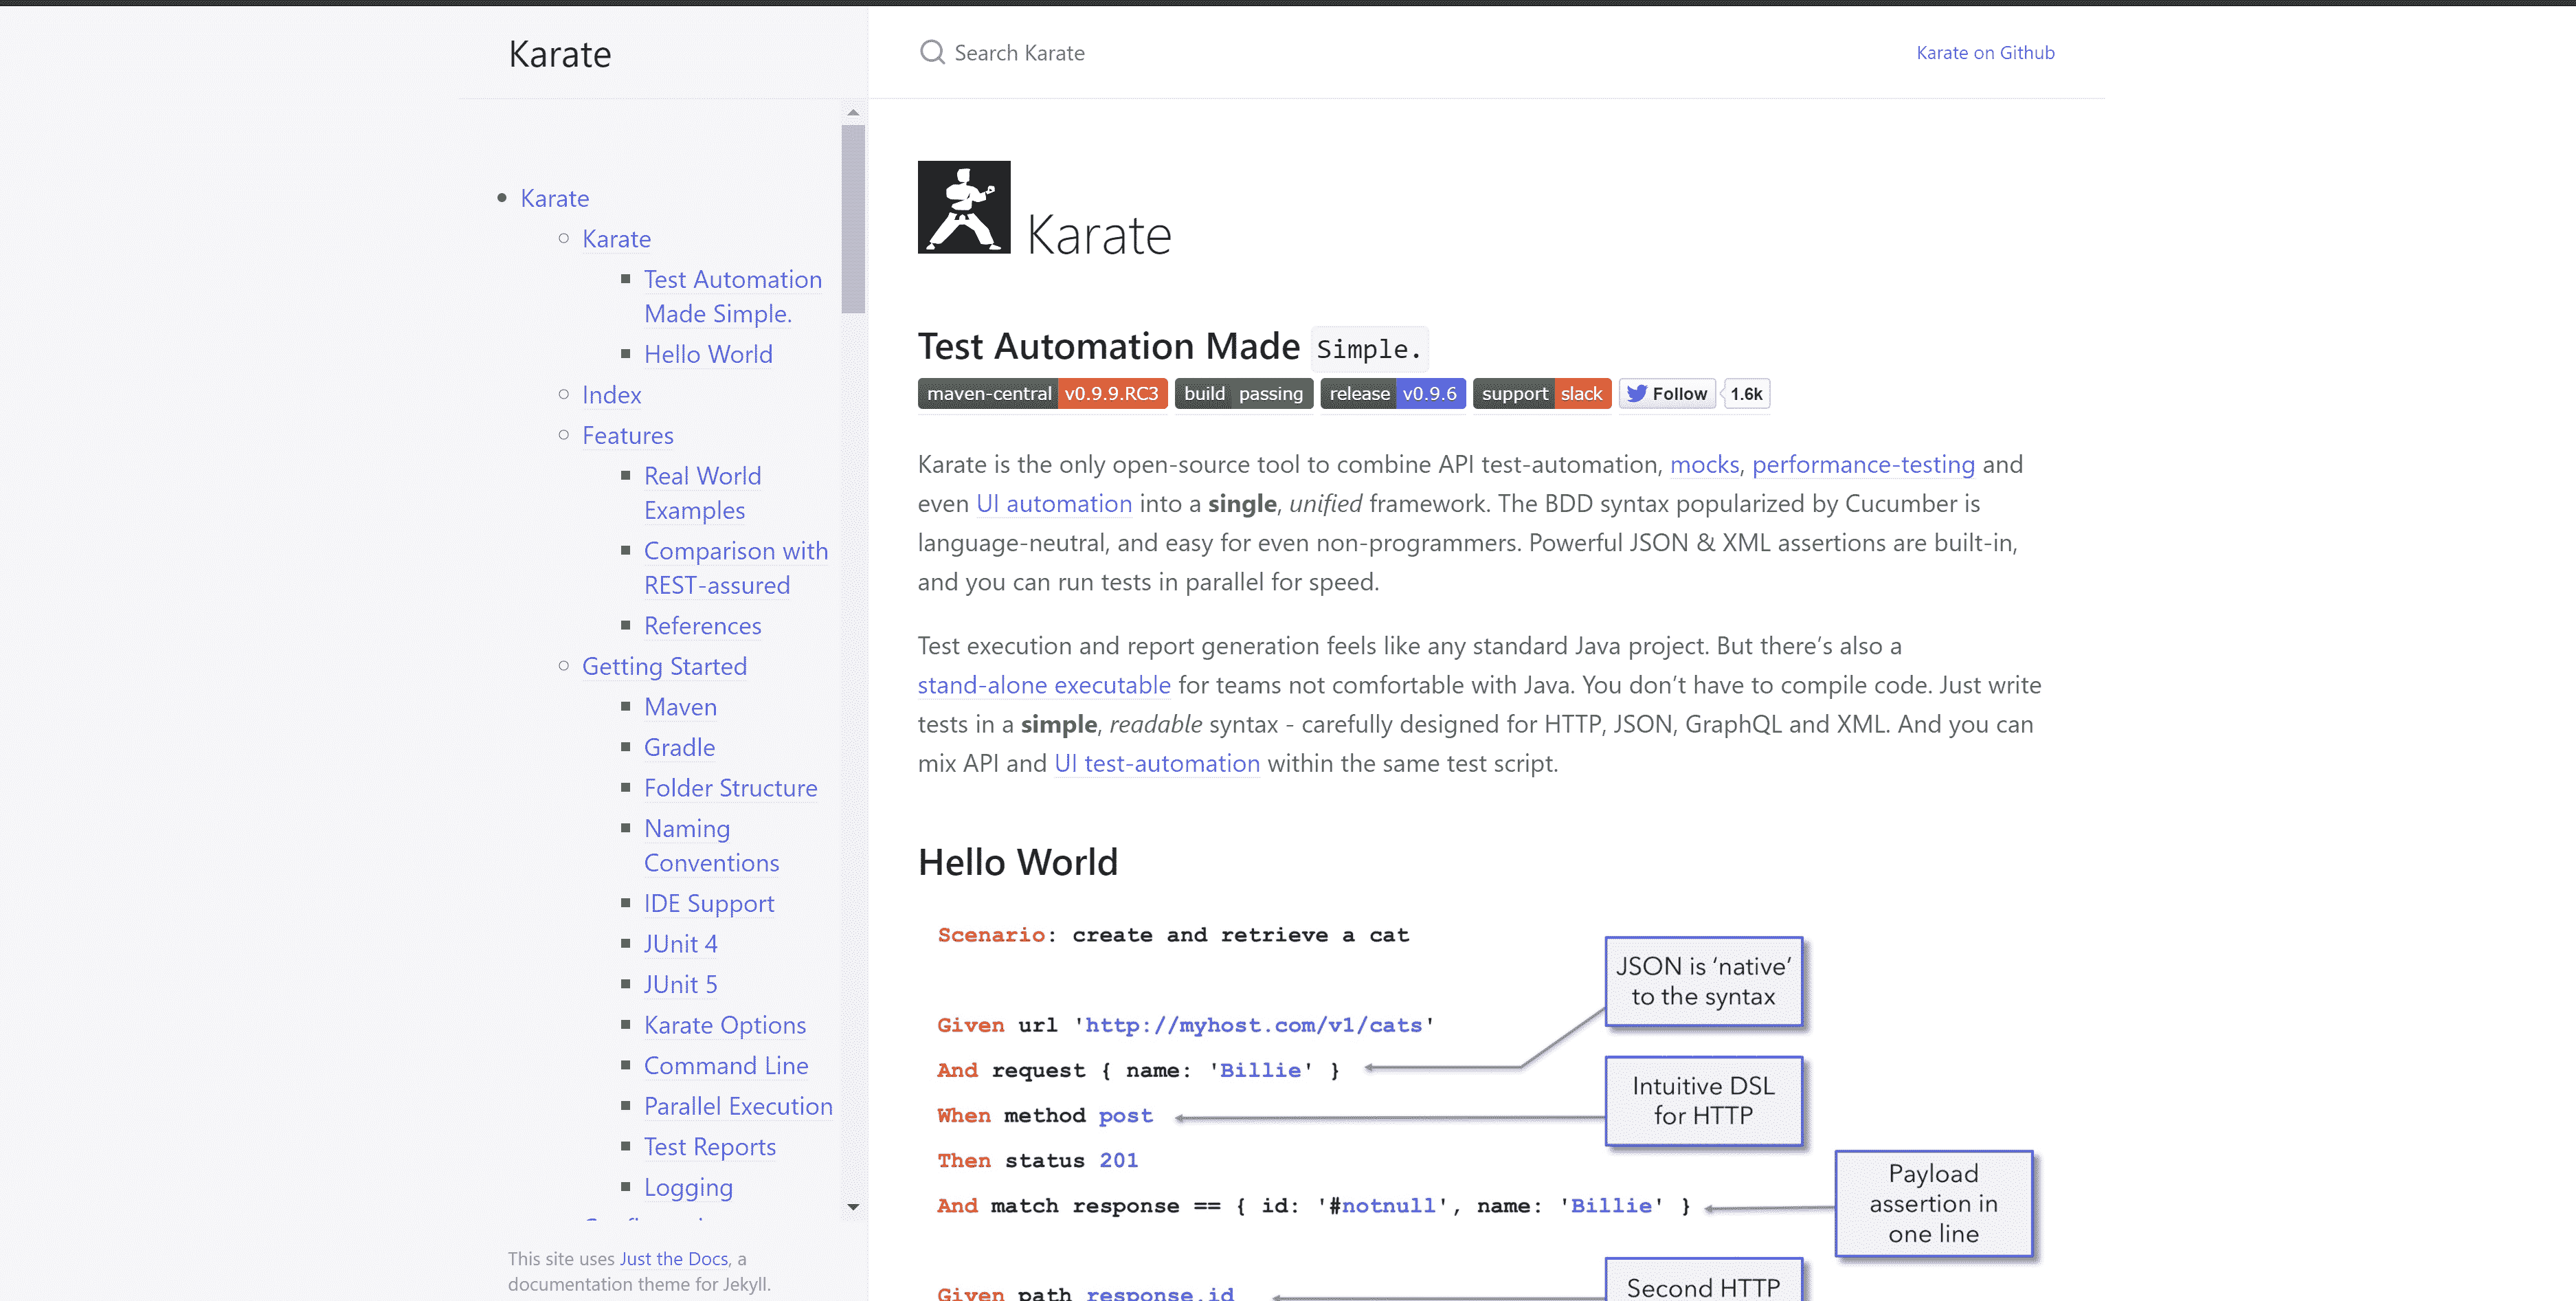 Karate
Search Karate
Karate on Github
Karate
Karate
Test Automation
Made Simple.
Hello World
Index
Features
Real World
Examples
Comparison with
REST-assured
References
Getting Started
Maven
Gradle
Folder Structure
Naming
Conventions
IDE Support
JUnit 4
JUnit 5
Karate Options
Command Line
Parallel Execution
Test Reports
Logging
This site uses Just the Docs, a
documentation theme for Jekyll.
Karate
Test Automation Made Simple.
maven-central v0.9.9.RC3 build passing release v0.9.6 support slack Follow 1.6k
Karate is the only open-source tool to combine API test-automation, mocks, performance-testing and
even UI automation into a single, unified framework. The BDD syntax popularized by Cucumber is
language-neutral, and easy for even non-programmers. Powerful JSON & XML assertions are built-in,
and you can run tests in parallel for speed.
Test execution and report generation feels like any standard Java project. But there’s also a
stand-alone executable for teams not comfortable with Java. You don’t have to compile code. Just write
tests in a simple, readable syntax - carefully designed for HTTP, JSON, GraphQL and XML. And you can
mix API and UI test-automation within the same test script.
Hello World
Scenario: create and retrieve a cat
Given url 'http://myhost.com/v1/cats'
And request { name: 'Billie' }
When method post
Then status 201
And match response == { id: '#notnull', name: 'Billie' }
Given path response.id
JSON is ‘native’
to the syntax
Intuitive DSL
for HTTP
Payload
assertion in
one line
Second HTTP